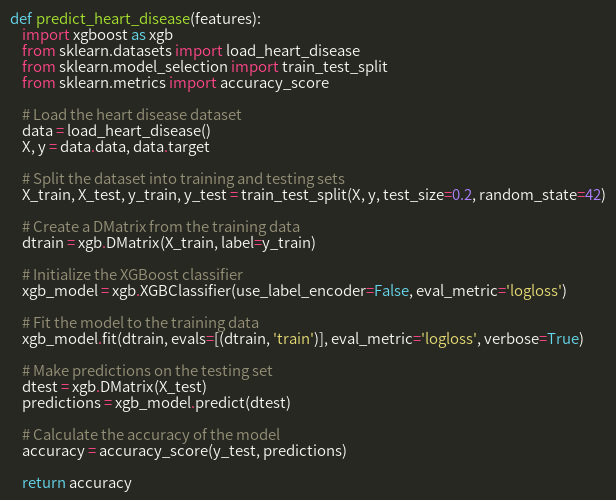 def predict_heart_disease(features):
import xgboost as xgb
from sklearn.datasets import load_heart_disease
from sklearn.model_selection import train_test_split
from sklearn.metrics import accuracy_score
# Load the heart disease dataset
data = load_heart_disease()
X, y = data.data, data.target
# Split the dataset into training and testing sets
X_train, X_test, y_train, y_test = train_test_split(X, y, test_size=0.2, random_state=42)
# Create a DMatrix from the training data
dtrain = xgb.DMatrix(X_train, label=y_train)
# Initialize the XGBoost classifier
xgb_model = xgb.XGBClassifier(use_label_encoder=False, eval_metric='logloss')
# Fit the model to the training data
xgb_model.fit(dtrain, evals=[(dtrain, 'train')], eval_metric='logloss', verbose=True)
# Make predictions on the testing set
dtest = xgb.DMatrix(X_test)
predictions = xgb_model.predict(dtest)
# Calculate the accuracy of the model
accuracy = accuracy_score(y_test, predictions)
return accuracy